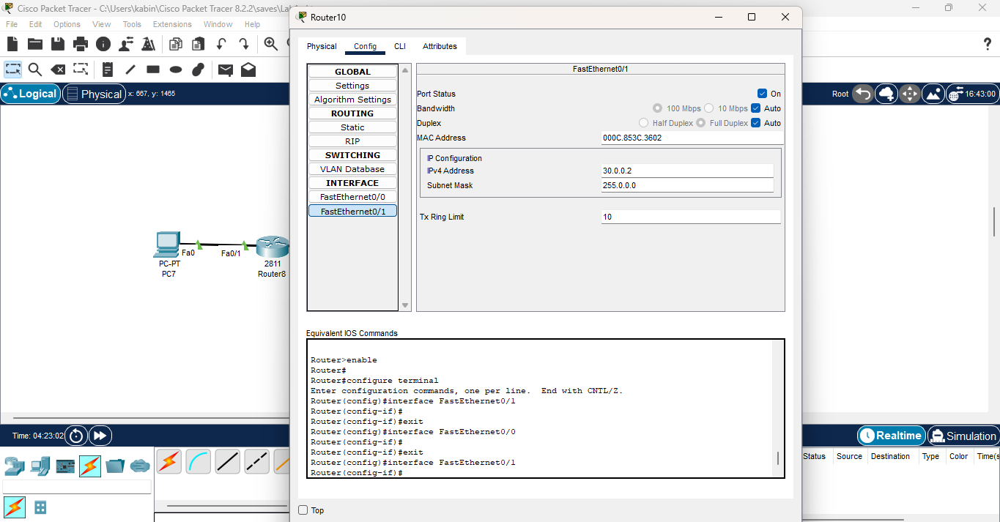 Cisco Packet Tracer - C:\Users\kabin\Cisco Packet Tracer 8.2.2\saves\La
File Edit Options View Tools Extensions Window Help
Logical Physical x: 667, y: 1465
Root 16:43:00
PC-PT
PC7
Fa0
Fa0/1
2811
Router8
Router10
Physical Config CLI Attributes
GLOBAL
Settings
Algorithm Settings
ROUTING
Static
RIP
SWITCHING
VLAN Database
INTERFACE
FastEthernet0/0
FastEthernet0/1
FastEthernet0/1
Port Status On
Bandwidth 100 Mbps 10 Mbps Auto
Duplex Half Duplex Full Duplex Auto
MAC Address 000C.853C.3602
IP Configuration
IPv4 Address 30.0.0.2
Subnet Mask 255.0.0.0
Tx Ring Limit 10
Equivalent IOS Commands
Router>enable
Router#
Router#configure terminal
Enter configuration commands, one per line. End with CNTL/Z.
Router(config)#interface FastEthernet0/1
Router(config-if)#
Router(config-if)#exit
Router(config)#interface FastEthernet0/0
Router(config-if)#
Router(config-if)#exit
Router(config)#interface FastEthernet0/1
Router(config-if)#
Top
Time: 04:23:02
Realtime Simulation
Status Source Destination Type Color Time(s